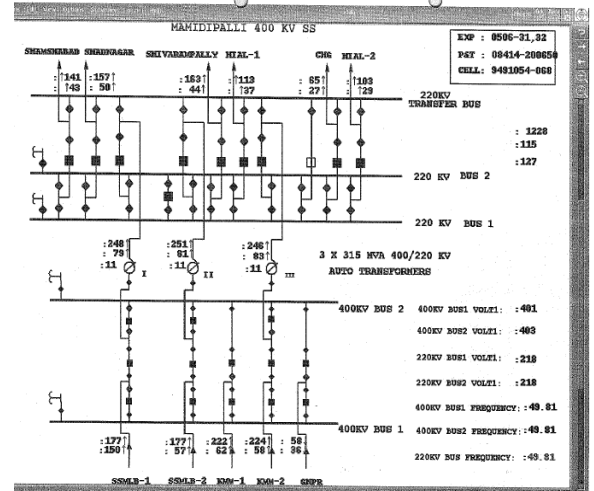 MAMIDIPALLI 400 KV SS
EXP : 0506-31,32
P&T : 08414-200650
CELL: 9491054-068
SHAMSHABAD SHADNAGAR SHIVARAMPALLY MIAL-1 CHG MIAL-2
:141 :157 :163 :113 : 65 :103
:43 : 50 : 44 :37 : 27 :29
220KV
TRANSFER BUS
: 1228
:115
:127
220 KV BUS 2
220 KV BUS 1
:248 :251 :246
: 79 : 81 : 83
:11 :11 :11
I II III
3 X 315 MVA 400/220 KV
AUTO TRANSFORMERS
400KV BUS 2
400KV BUS1 VOLT1: :401
400KV BUS2 VOLT1: :403
220KV BUS1 VOLT1: :218
220KV BUS2 VOLT1: :218
400KV BUS1 FREQUENCY: :49.81
400KV BUS 1
400KV BUS2 FREQUENCY: :49.81
220KV BUS FREQUENCY: :49.81
:177 :177 :222 :224 : 58
:150 : 57 : 62 : 58 : 36
SSMLB-1 SSMLB-2 KMM-1 KMM-2 GNPR